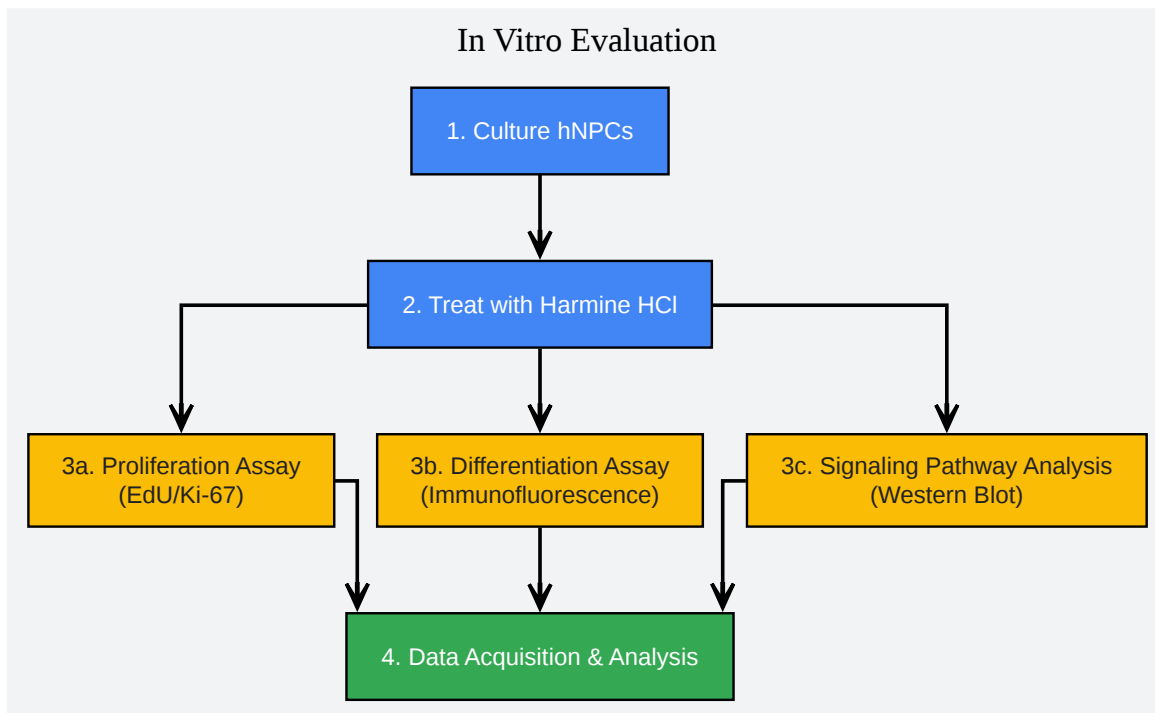 In Vitro Evaluation
1. Culture hNPCs
2. Treat with Harmine HCl
3a. Proliferation Assay
(EdU/Ki-67)
3b. Differentiation Assay
(Immunofluorescence)
3c. Signaling Pathway Analysis
(Western Blot)
4. Data Acquisition & Analysis